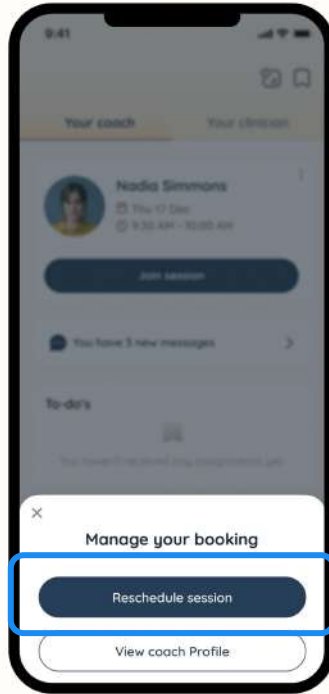 9:41
Your coach
Your clinician
Nadia Simmons
Thu 17 Dec
9:30 AM - 10:00 AM
Join session
You have 3 new messages
To-do's
Manage your booking
Reschedule session
View coach Profile